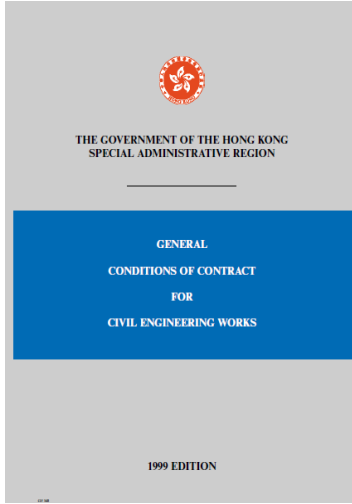 THE GOVERNMENT OF THE HONG KONG
SPECIAL ADMINISTRATIVE REGION
GENERAL
CONDITIONS OF CONTRACT
FOR
CIVIL ENGINEERING WORKS
1999 EDITION